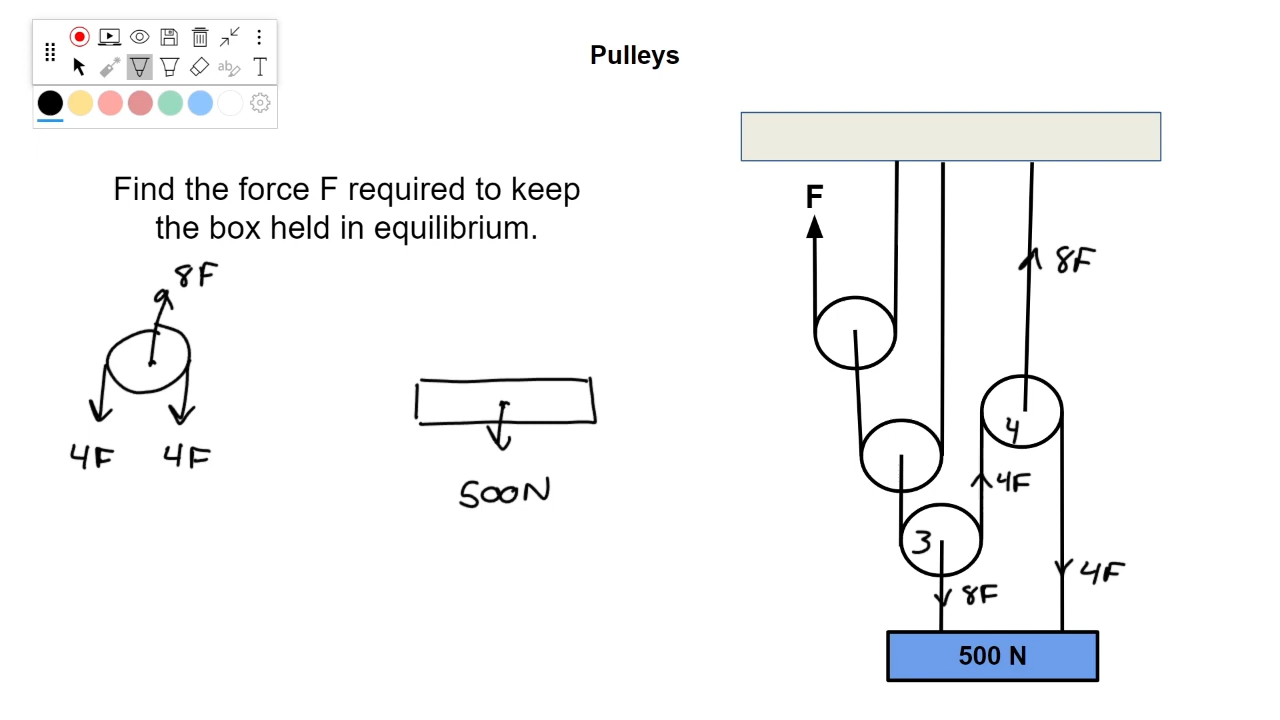 Pulleys
Find the force F required to keep
the box held in equilibrium.
8F
4F 4F
500N
F
8F
4
4F
3
4F
8F
500 N
ab
T